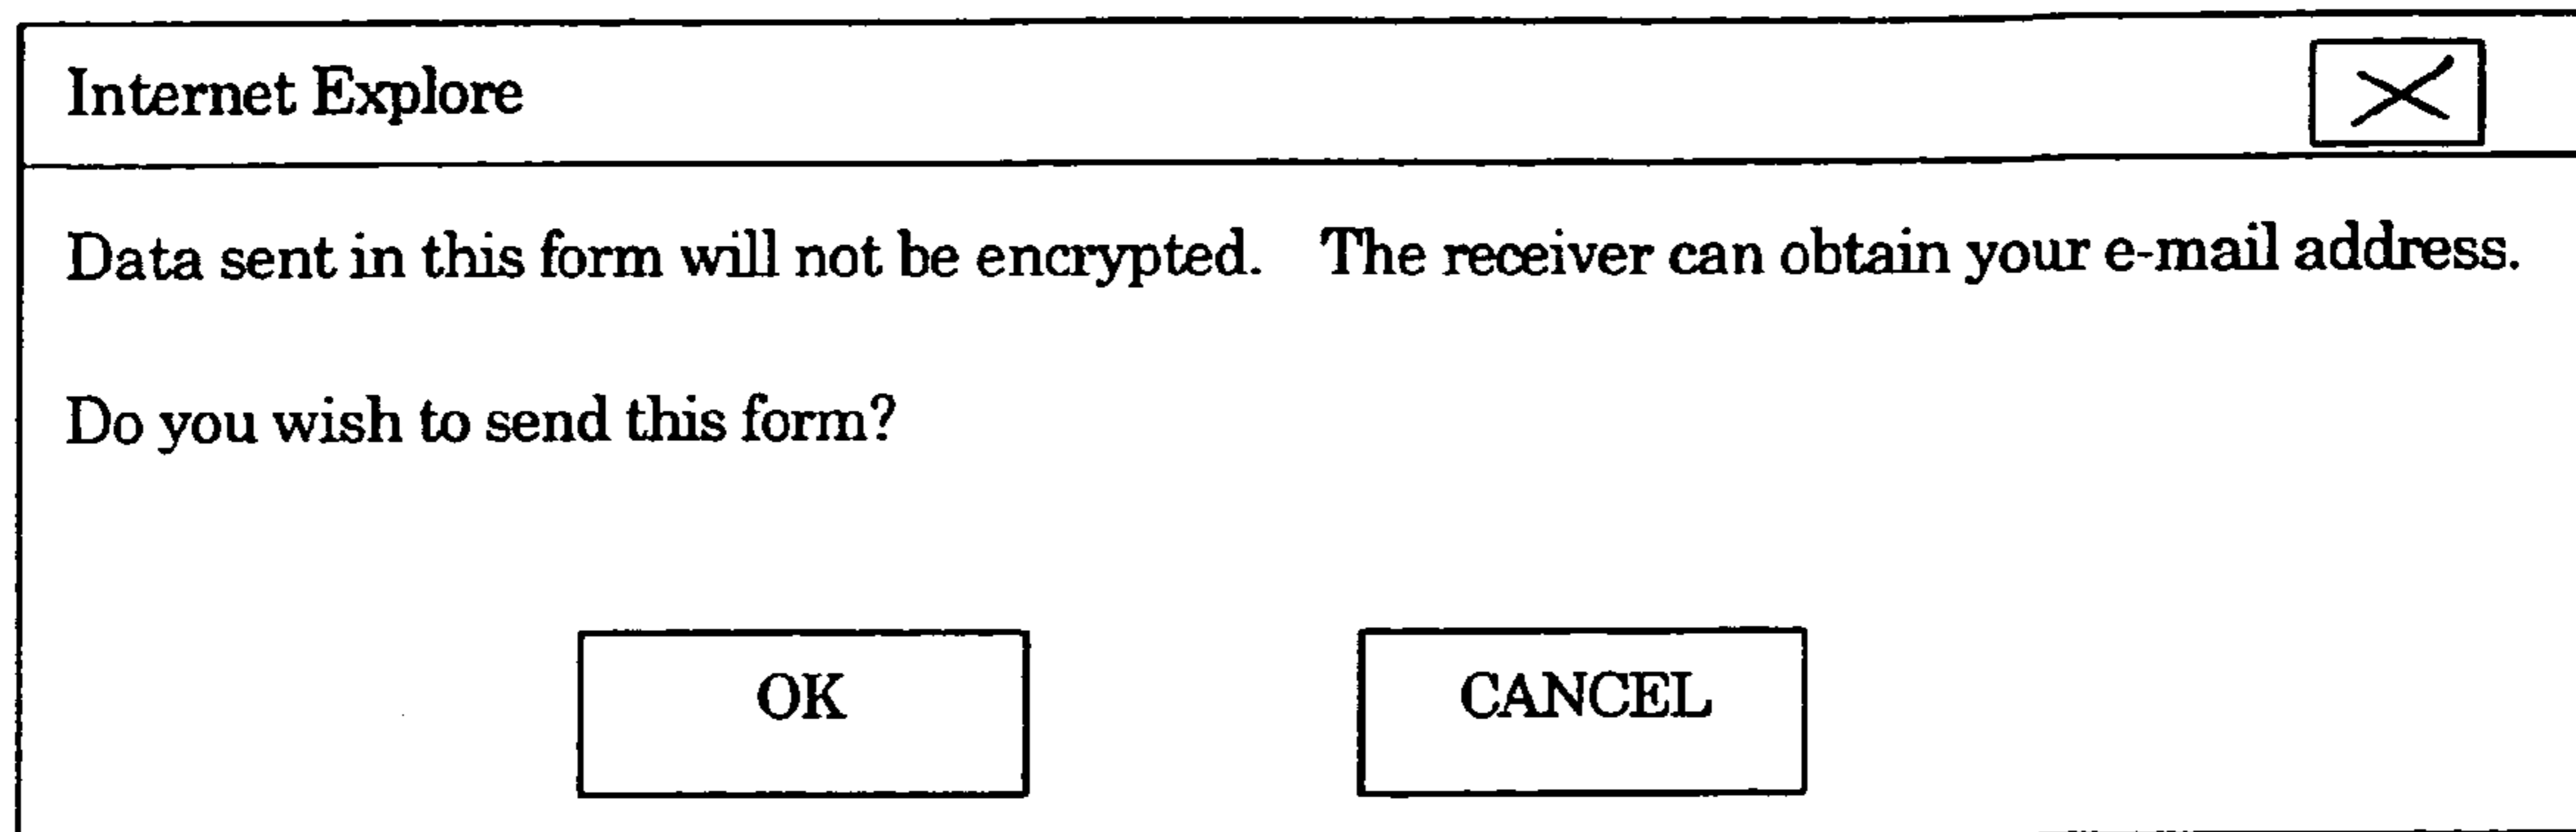 Internet Explore
Data sent in this form will not be encrypted. The receiver can obtain your e-mail address.
Do you wish to send this form?
OK CANCEL